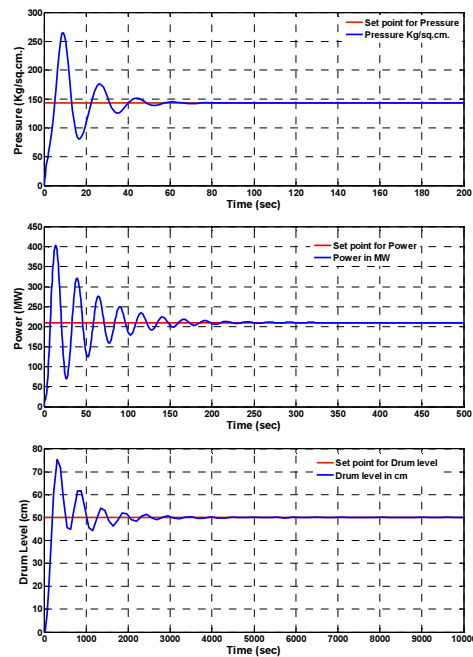 300
250
200
150
100
50
0
Pressure (Kg/sq.cm.)
Set point for Pressure
Pressure Kg/sq.cm.
0 20 40 60 80 100 120 140 160 180 200
Time (sec)
450
400
350
300
250
200
150
100
50
0
Power (MW)
Set point for Power
Power in MW
0 50 100 150 200 250 300 350 400 450 500
Time (sec)
80
70
60
50
40
30
20
10
0
Drum Level (cm)
Set point for Drum level
Drum level in cm
0 1000 2000 3000 4000 5000 6000 7000 8000 9000 10000
Time (sec)